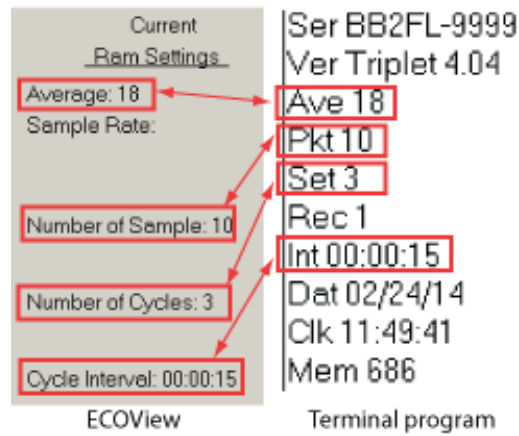 Current
Ram Settings
Average: 18
Sample Rate:
Number of Sample: 10
Number of Cycles: 3
Cycle Interval: 00:00:15
ECOView
Ser BB2FL-9999
Ver Triplet 4.04
Ave 18
Pkt 10
Set 3
Rec 1
Int 00:00:15
Dat 02/24/14
Clk 11:49:41
Mem 686
Terminal program